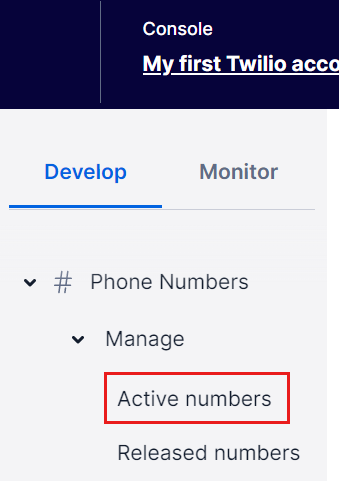 Console
My first Twilio acco
Develop
Monitor
# Phone Numbers
Manage
Active numbers
Released numbers